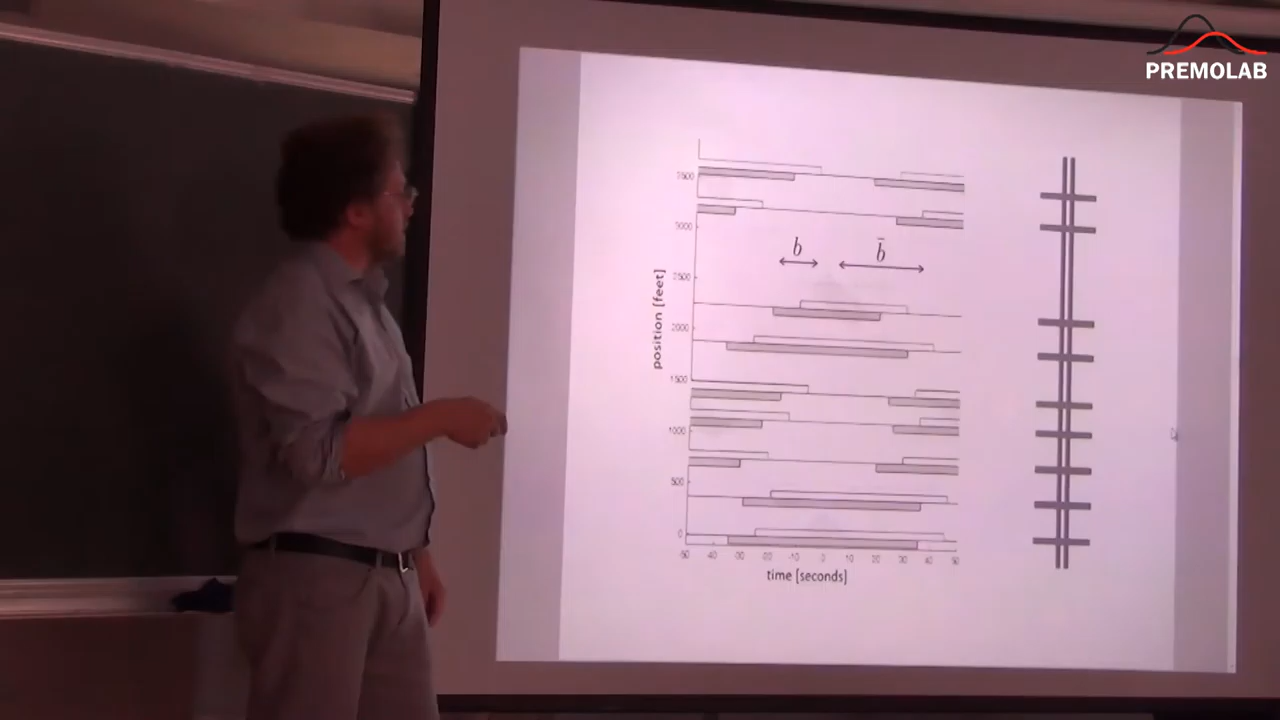 PREMOLAB
3500
3000
2500
2000
1500
1000
500
0
position [feet]
b
b̄
-50 -40 -30 -20 -10 0 10 20 30 40 50
time [seconds]